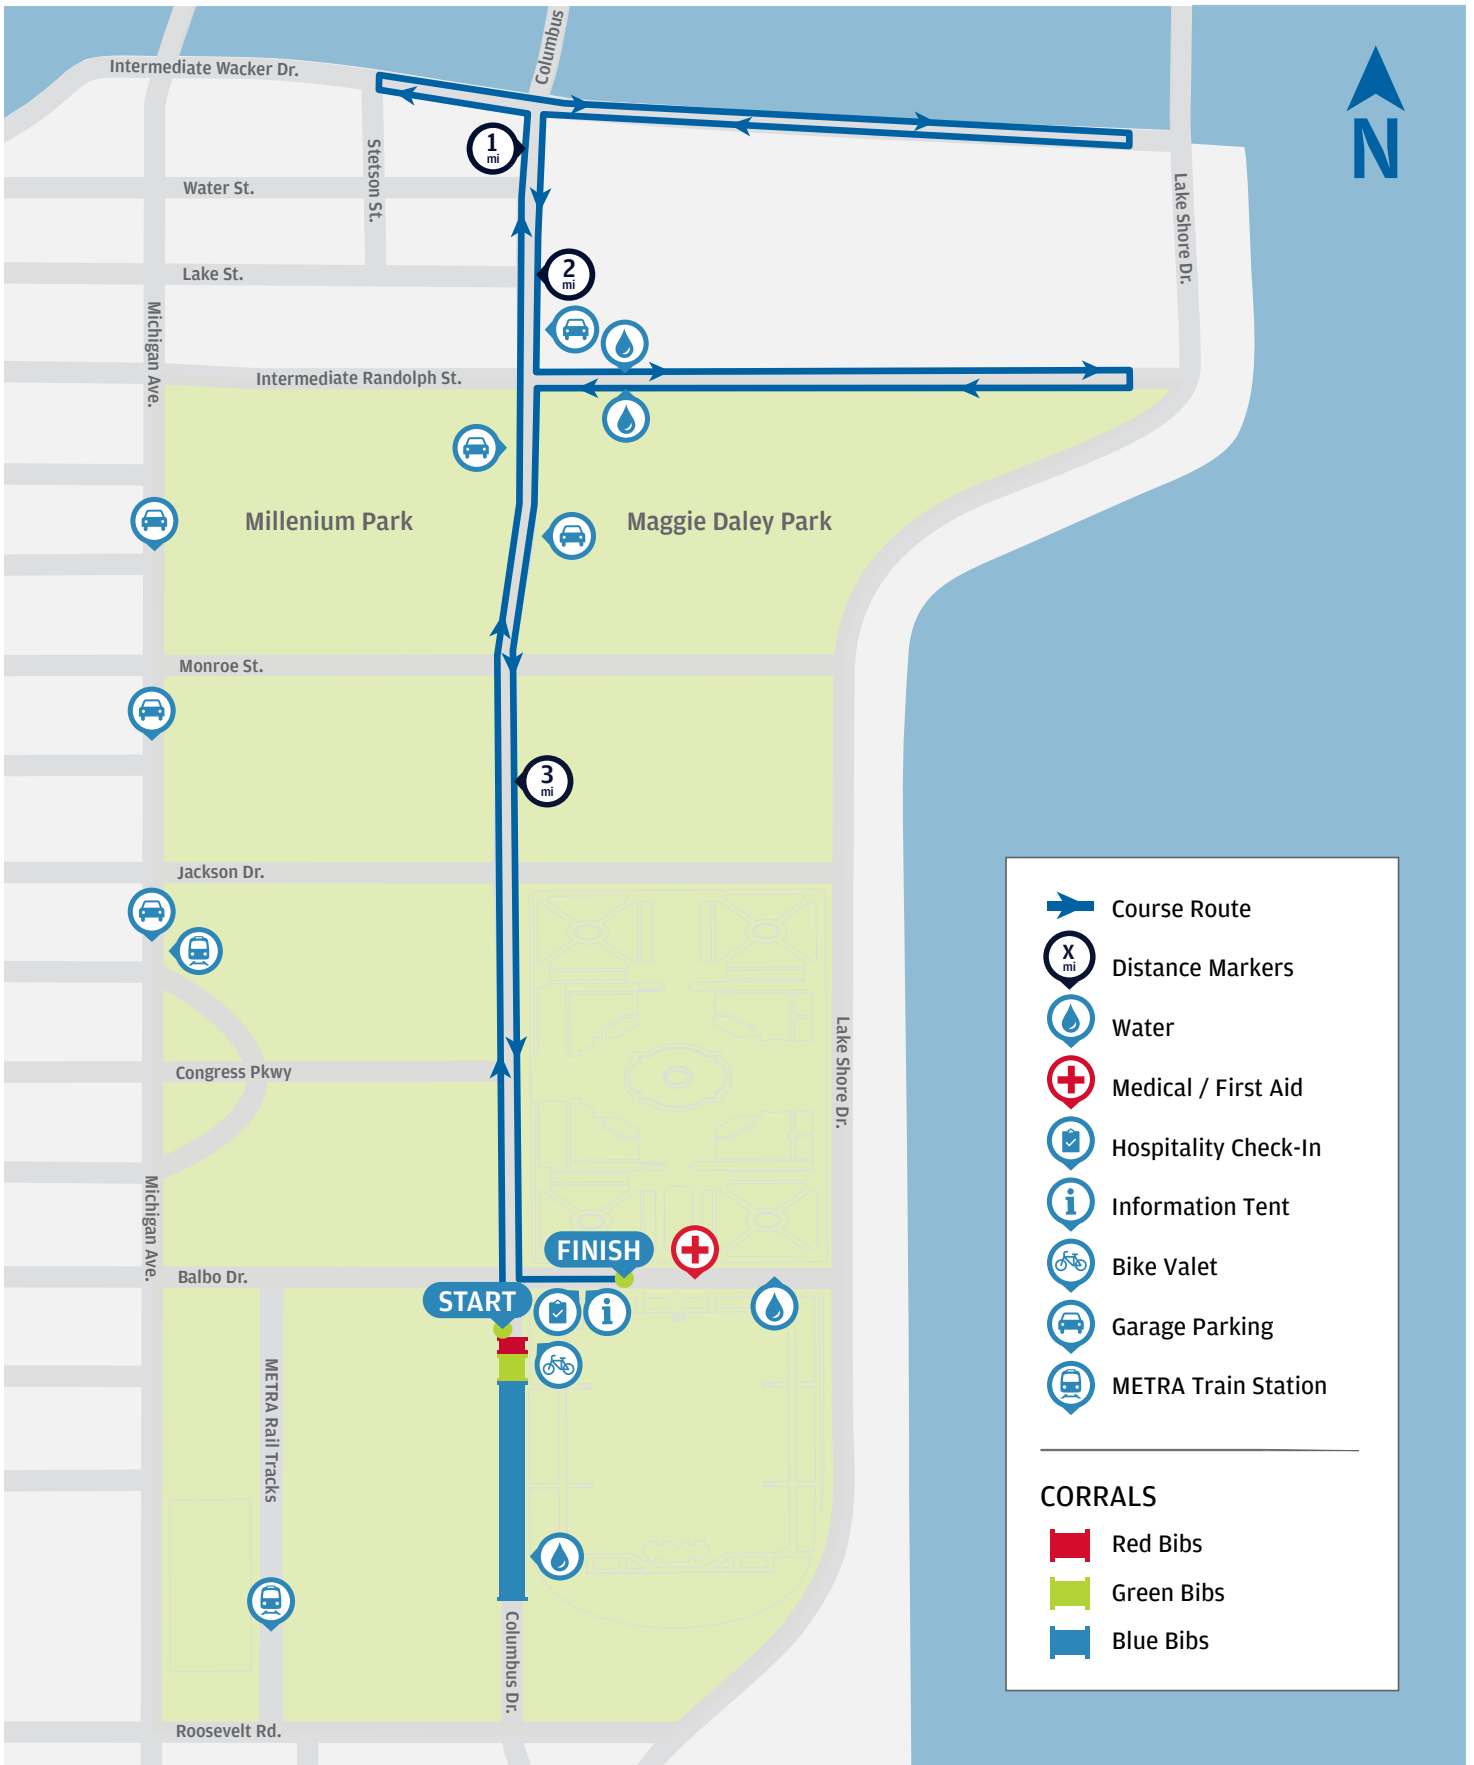 Columbus
Intermediate Wacker Dr.
N
1
mi
Stetson St.
Water St.
Lake Shore Dr.
2
mi
Lake St.
Michigan Ave.
Intermediate Randolph St.
Millenium Park
Maggie Daley Park
Monroe St.
3
mi
Jackson Dr.
Lake Shore Dr.
Congress Pkwy
Michigan Ave.
FINISH
Balbo Dr.
START
i
METRA Rail Tracks
Columbus Dr.
Roosevelt Rd.
Course Route
X
mi
Distance Markers
Water
Medical / First Aid
Hospitality Check-In
i
Information Tent
Bike Valet
Garage Parking
METRA Train Station
CORRALS
Red Bibs
Green Bibs
Blue Bibs